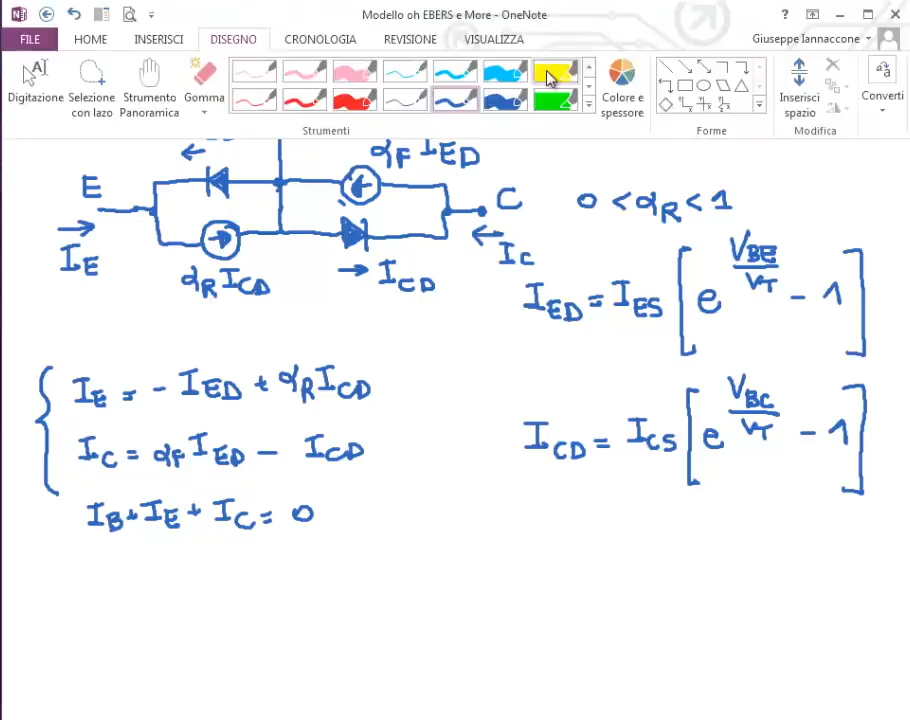 Modello oh EBERS e More - OneNote
FILE HOME INSERISCI DISEGNO CRONOLOGIA REVISIONE VISUALIZZA Giuseppe Iannaccone
Digitazione Selezione con lazo Strumento Panoramica Gomma Colore e spessore Inserisci spazio Converti
Strumenti Forme Modifica
αF IED
E C 0 < αR < 1
IE αR ICD ICD IC
IED = IES [e^(VBE/VT) - 1]
IE = - IED + αR ICD
IC = αF IED - ICD
ICD = ICS [e^(VBC/VT) - 1]
IB + IE + IC = 0